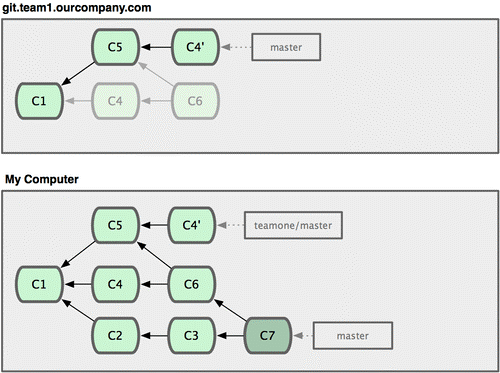 git.team1.ourcompany.com
C5 C4' master
C1 C4 C6
My Computer
C5 C4' teamone/master
C1 C4 C6
C2 C3 C7 master